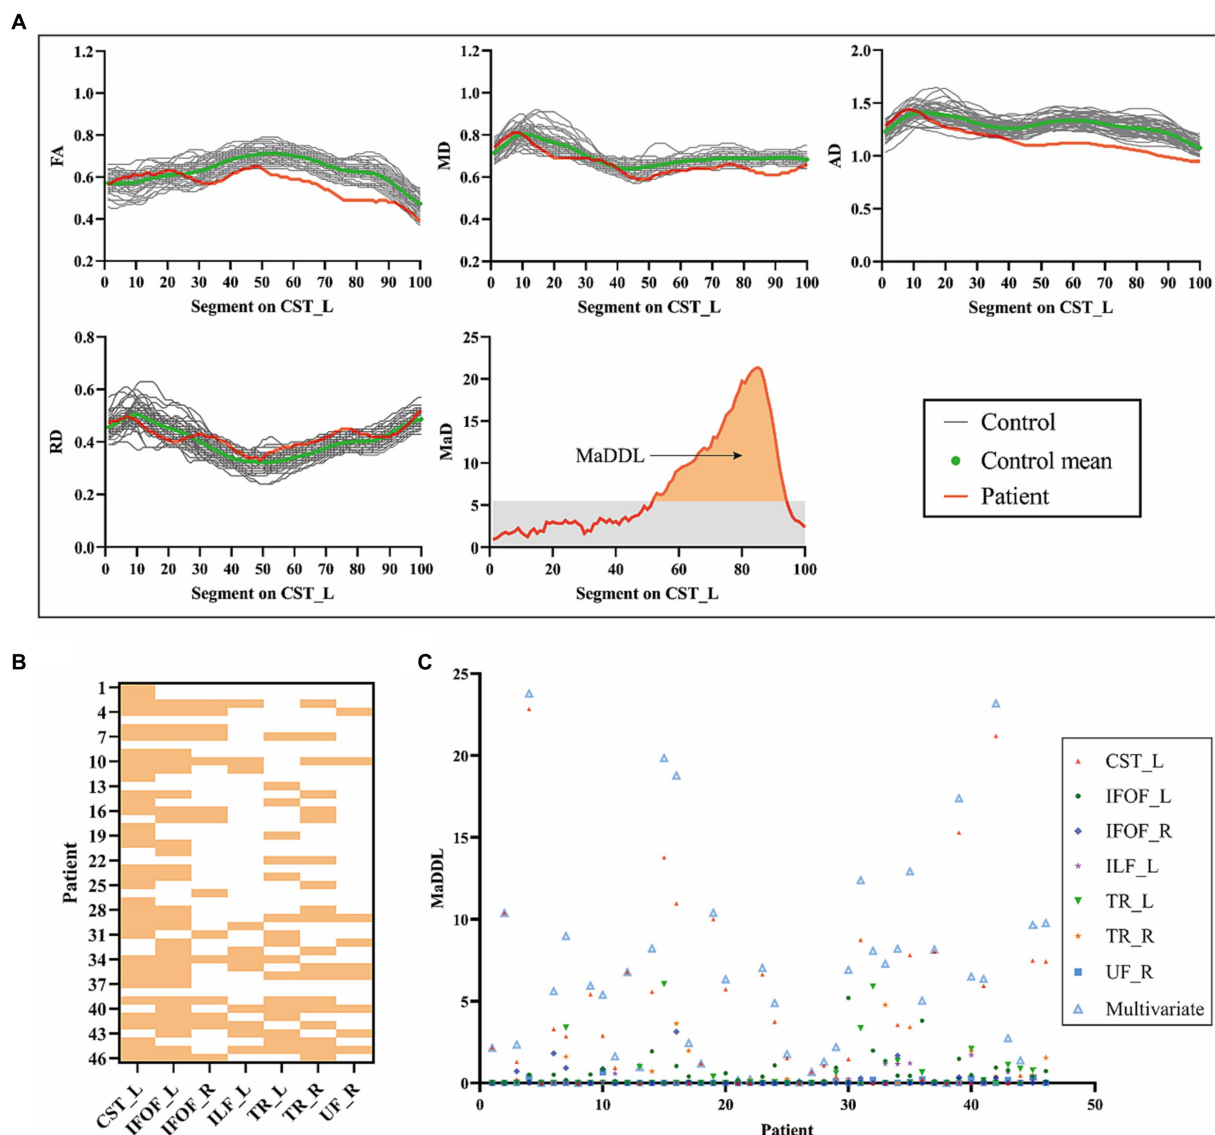 A
1.2
1.0
0.8
0.6
0.4
0.2
FA
0 10 20 30 40 50 60 70 80 90 100
Segment on CST_L
1.2
1.0
0.8
0.6
0.4
0.2
MD
0 10 20 30 40 50 60 70 80 90 100
Segment on CST_L
2.0
1.5
1.0
0.5
0.0
AD
0 10 20 30 40 50 60 70 80 90 100
Segment on CST_L
0.8
0.6
0.4
0.2
0.0
RD
0 10 20 30 40 50 60 70 80 90 100
Segment on CST_L
25
20
15
10
5
0
MaD
MaDDL
0 20 40 60 80 100
Segment on CST_L
Control
Control mean
Patient
B
1
4
7
10
13
16
19
22
25
28
31
34
37
40
43
46
Patient
CST_L
IFOF_L
IFOF_R
ILF_L
TR_L
TR_R
UF_R
C
25
20
15
10
5
0
MaDDL
0 10 20 30 40 50
Patient
CST_L
IFOF_L
IFOF_R
ILF_L
TR_L
TR_R
UF_R
Multivariate